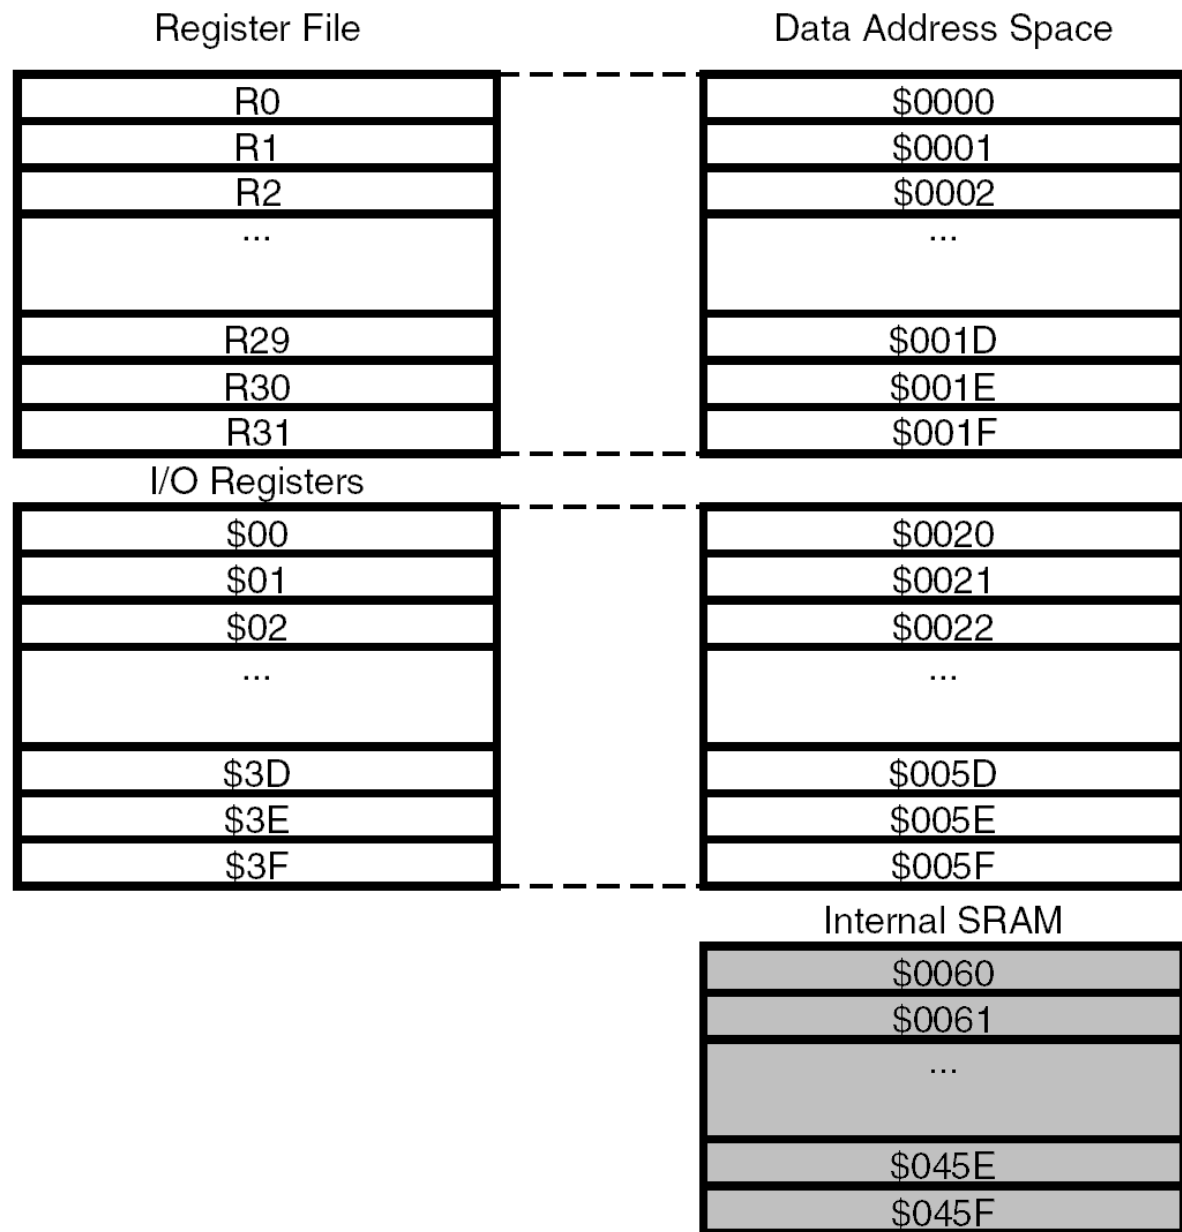 Register File Data Address Space
R0 $0000
R1 $0001
R2 $0002
... ...
R29 $001D
R30 $001E
R31 $001F
I/O Registers
$00 $0020
$01 $0021
$02 $0022
... ...
$3D $005D
$3E $005E
$3F $005F
Internal SRAM
$0060
$0061
...
$045E
$045F